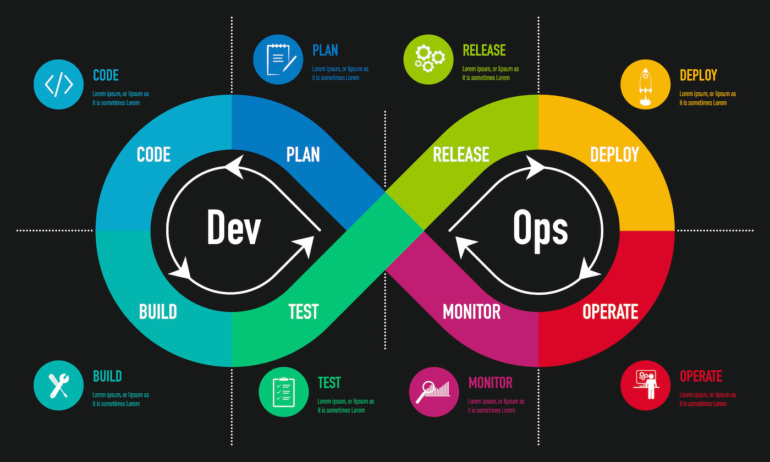 CODE
Lorem ipsum, or lipsum as
it is sometimes Lorem
PLAN
Lorem ipsum, or lipsum as
it is sometimes Lorem
RELEASE
Lorem ipsum, or lipsum as
it is sometimes Lorem
DEPLOY
Lorem ipsum, or lipsum as
it is sometimes Lorem
CODE
PLAN
RELEASE
DEPLOY
Dev
Ops
BUILD
TEST
MONITOR
OPERATE
BUILD
Lorem ipsum, or lipsum as
it is sometimes Lorem
TEST
Lorem ipsum, or lipsum as
it is sometimes Lorem
MONITOR
Lorem ipsum, or lipsum as
it is sometimes Lorem
OPERATE
Lorem ipsum, or lipsum as
it is sometimes Lorem